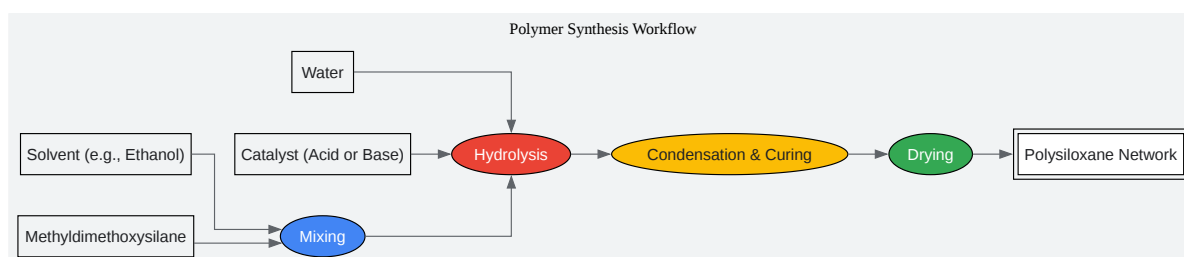 Polymer Synthesis Workflow
Water
Solvent (e.g., Ethanol)
Catalyst (Acid or Base)
Hydrolysis
Condensation & Curing
Drying
Polysiloxane Network
Methyldimethoxysilane
Mixing